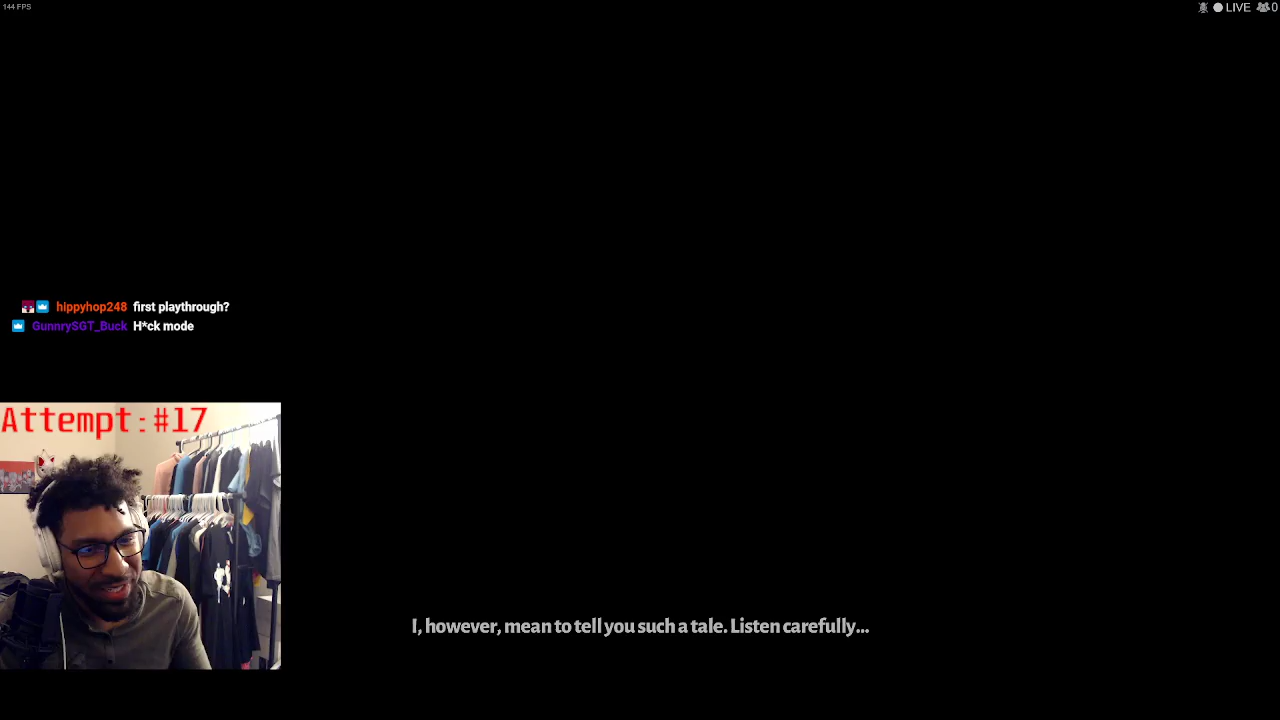 144 FPS
LIVE 0
hippyhop248 first playthrough?
GunnrySGT_Buck H*ck mode
Attempt:#17
I, however, mean to tell you such a tale. Listen carefully...